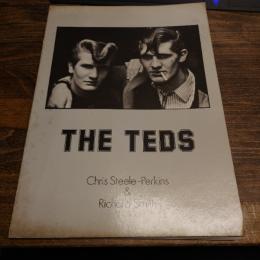 THE TEDS
Chris Steele-Perkins
&
Richard Smith